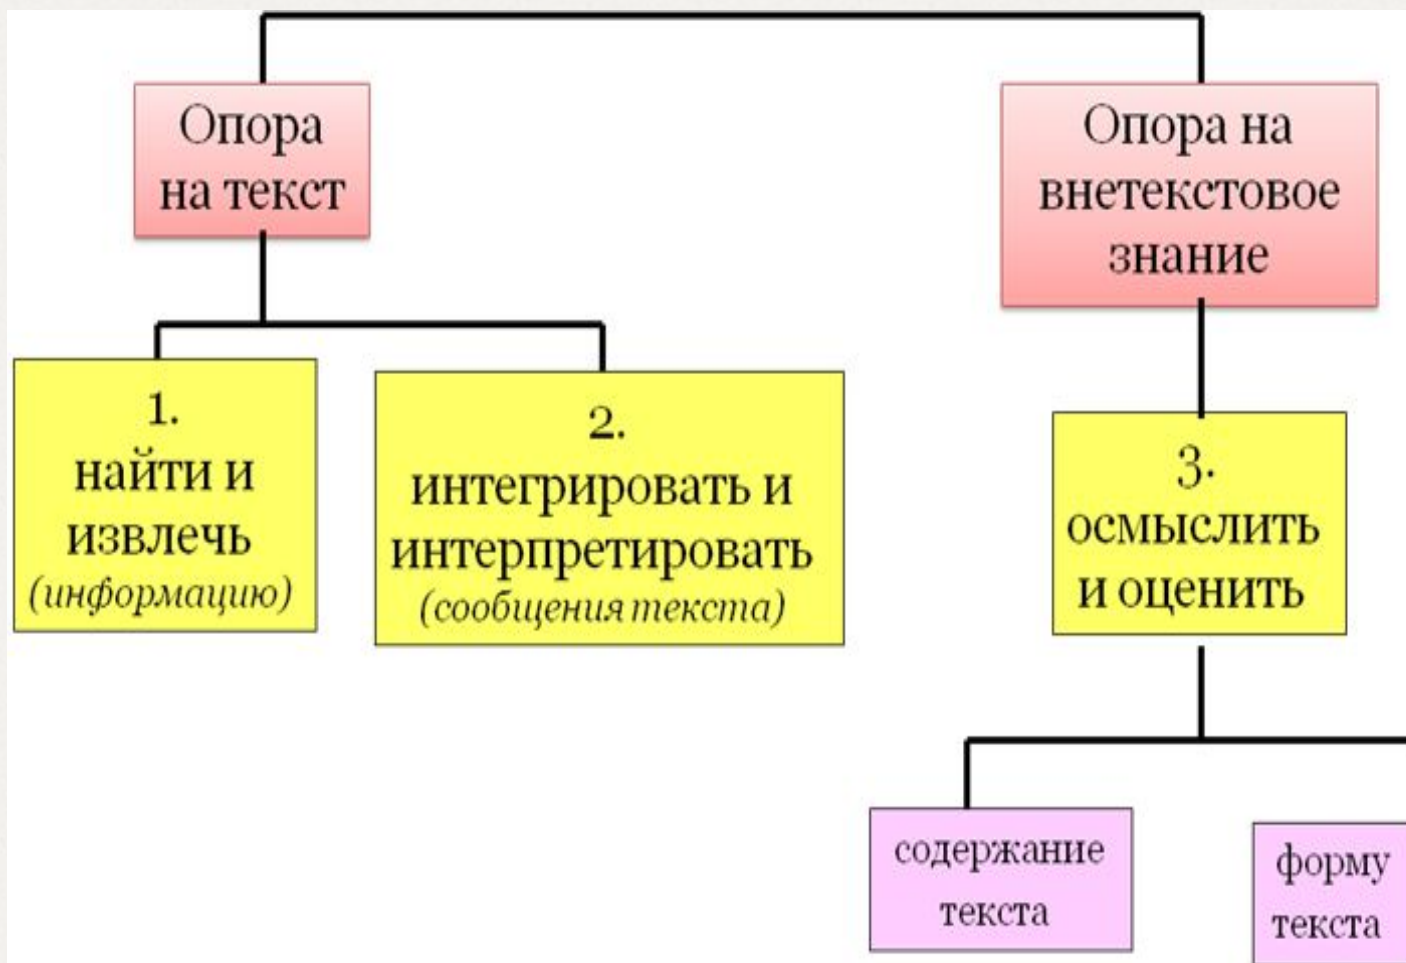 Опора
на текст
Опора на
внетекстовое
знание
1.
найти и
извлечь
(информацию)
2.
интегрировать и
интерпретировать
(сообщения текста)
3.
осмыслить
и оценить
содержание
текста
форму
текста